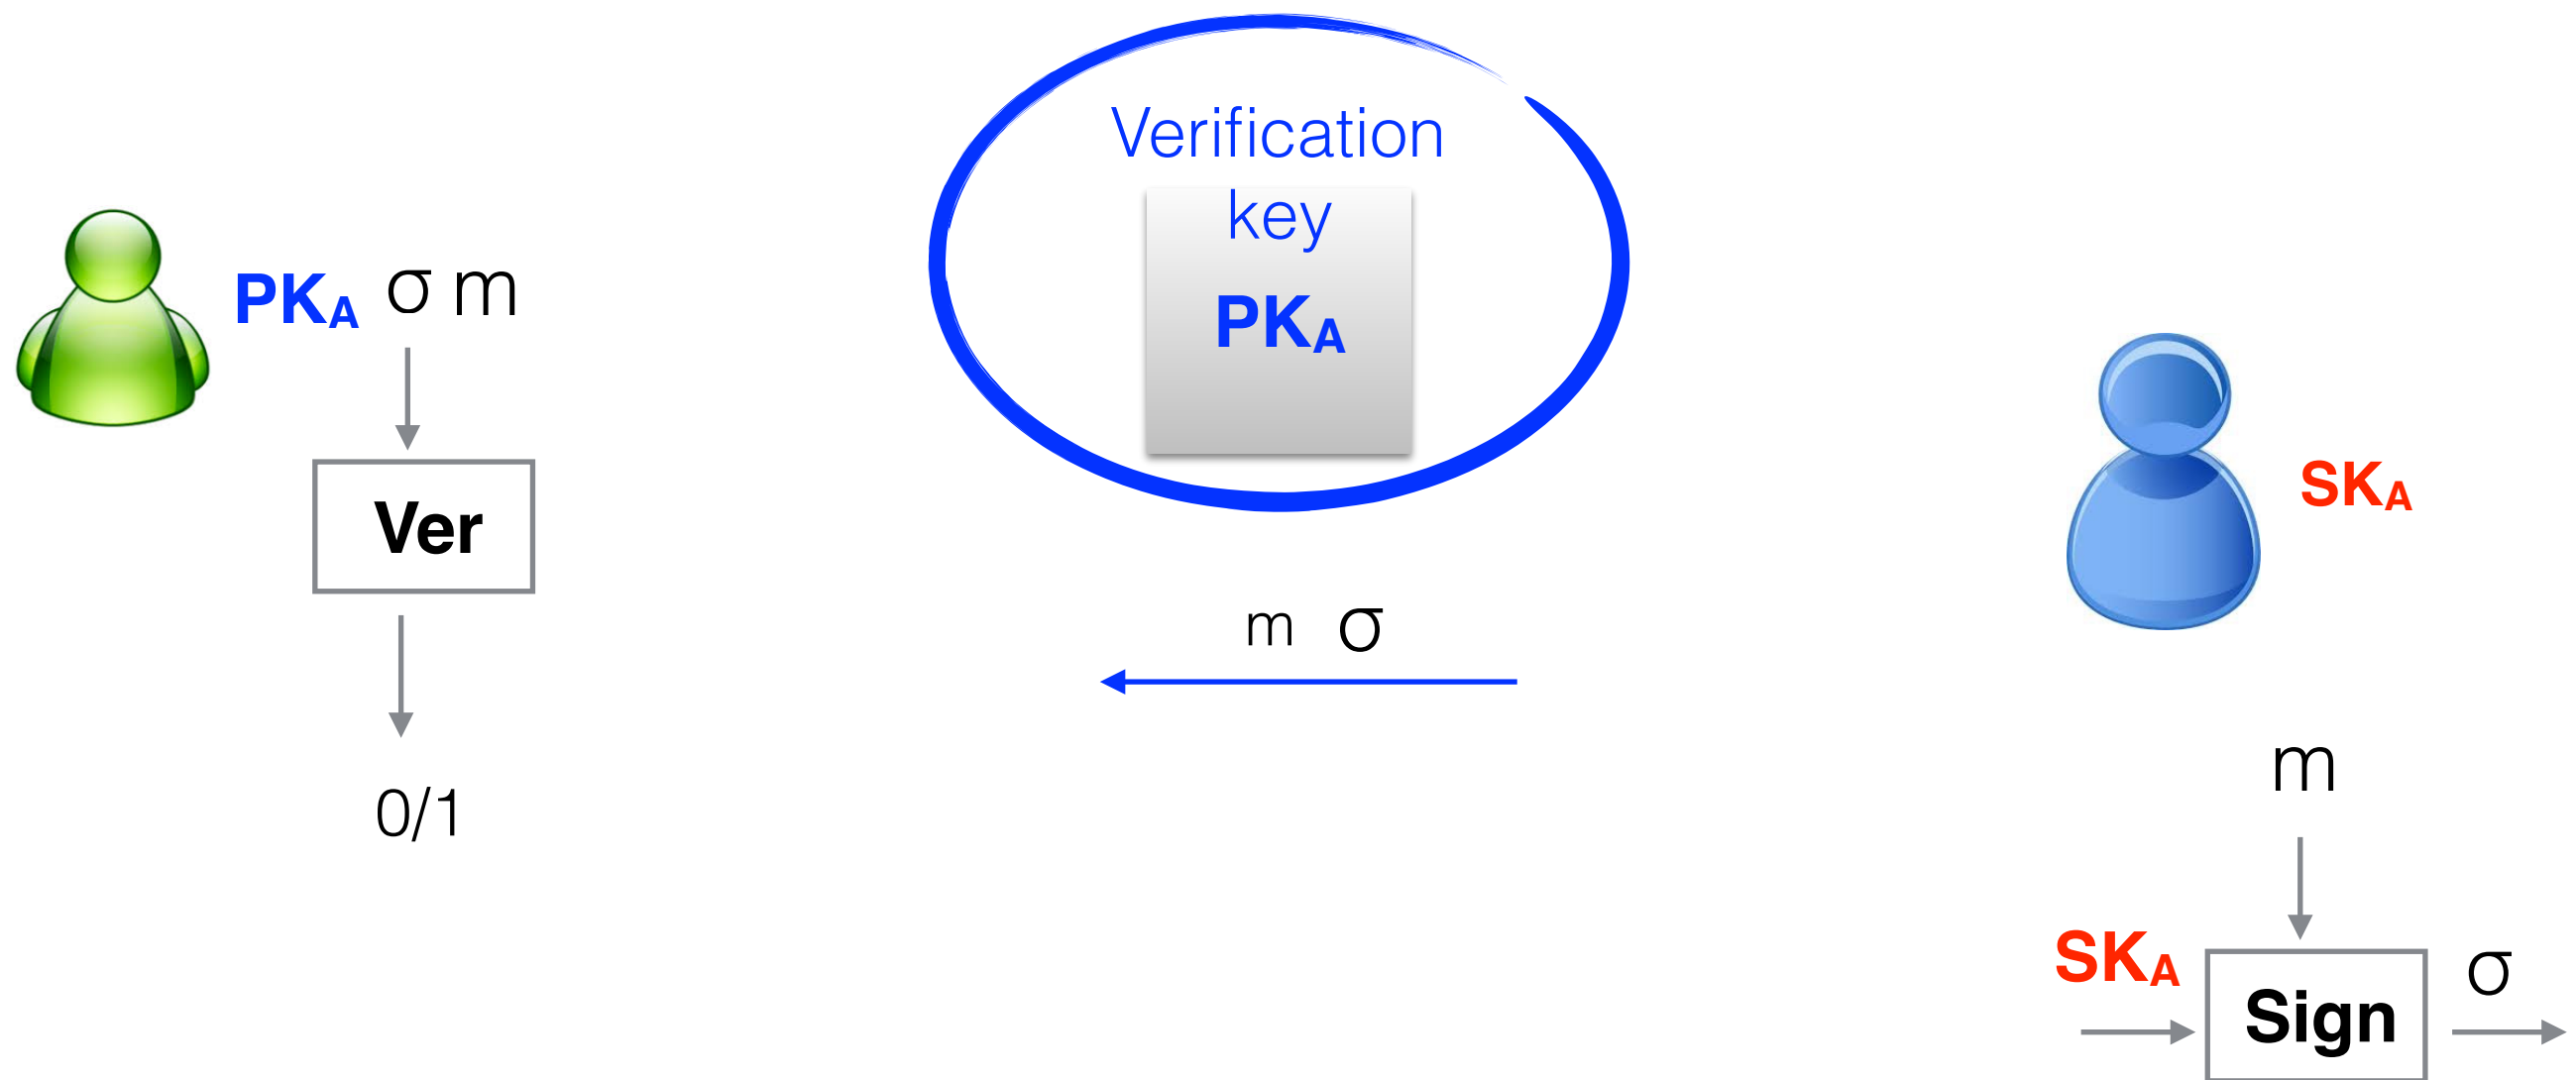 Verification
key
PKA
PKA σ m
Ver
0/1
m σ
SKA
m
SKA
Sign
σ